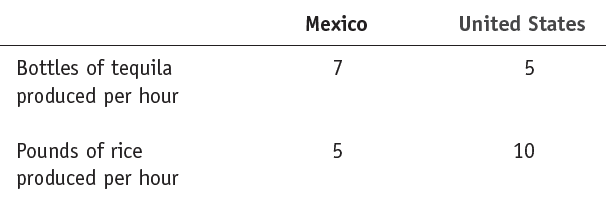 Mexico United States
Bottles of tequila 7 5
produced per hour
Pounds of rice 5 10
produced per hour